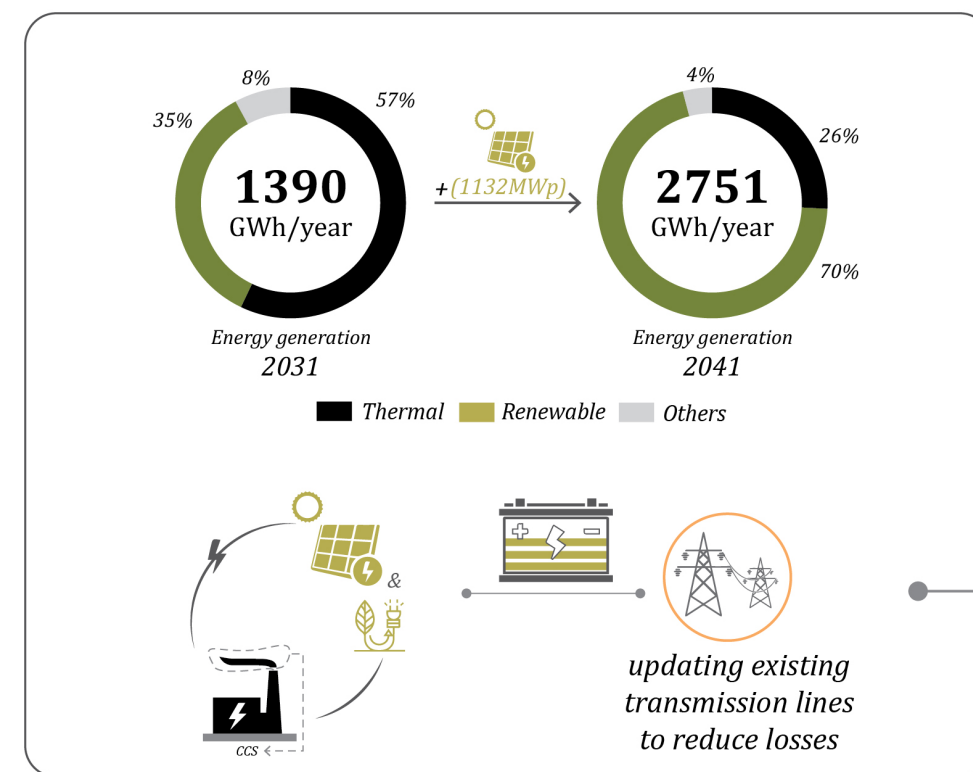 8%
57%
35%
1390
GWh/year
Energy generation
2031
+(1132MWp)
4%
26%
2751
GWh/year
70%
Energy generation
2041
Thermal Renewable Others
&
CCS
updating existing
transmission lines
to reduce losses